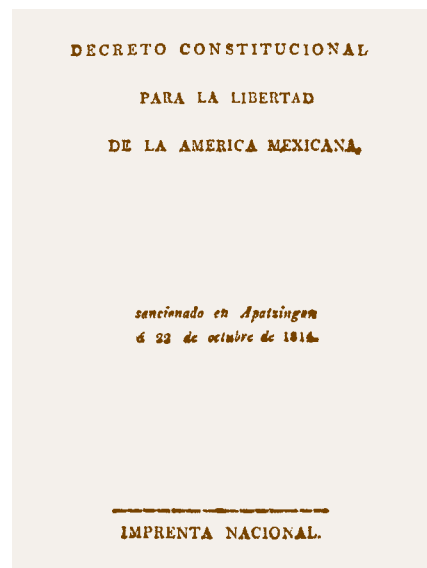 DECRETO CONSTITUCIONAL
PARA LA LIBERTAD
DE LA AMERICA MEXICANA,
sancionado en Apatzingan
á 22 de octubre de 1814.
IMPRENTA NACIONAL.